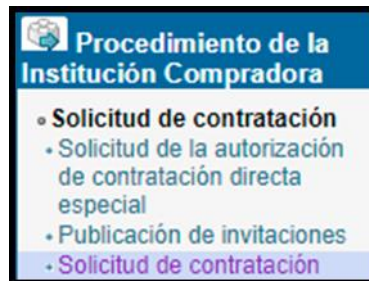 Procedimiento de la
Institución Compradora
Solicitud de contratación
Solicitud de la autorización
de contratación directa
especial
Publicación de invitaciones
Solicitud de contratación